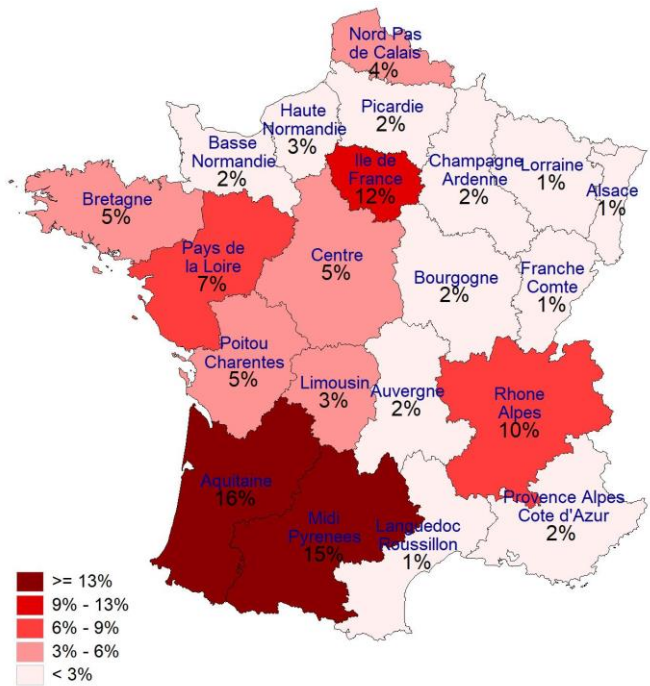 Nord Pas
de Calais
4%
Picardie
2%
Haute
Normandie
3%
Basse
Normandie
2%
Ile de
France
12%
Champagne
Ardenne
2%
Lorraine
1%
Alsace
1%
Bretagne
5%
Pays de
la Loire
7%
Centre
5%
Bourgogne
2%
Franche
Comte
1%
Poitou
Charentes
5%
Limousin
3%
Auvergne
2%
Rhone
Alpes
10%
Aquitaine
16%
Midi
Pyrenees
15%
Languedoc
Roussillon
1%
Provence Alpes
Cote d'Azur
2%
>= 13%
9% - 13%
6% - 9%
3% - 6%
< 3%